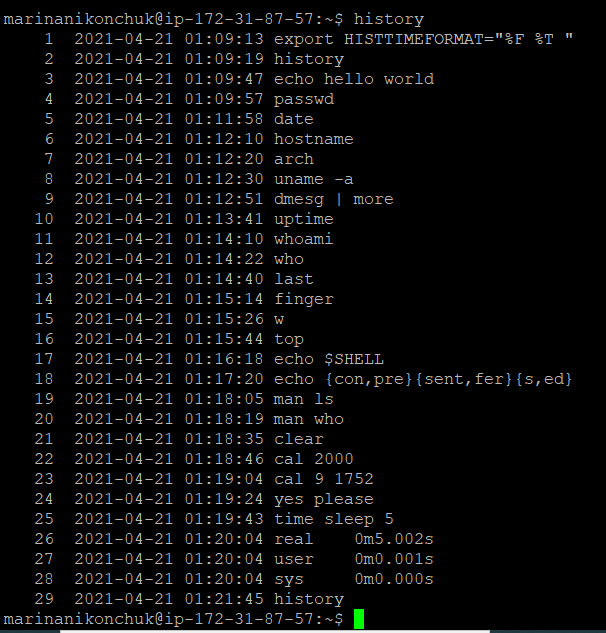 marinanikonchuk@ip-172-31-87-57:~$ history
1 2021-04-21 01:09:13 export HISTTIMEFORMAT="%F %T "
2 2021-04-21 01:09:19 history
3 2021-04-21 01:09:47 echo hello world
4 2021-04-21 01:09:57 passwd
5 2021-04-21 01:11:58 date
6 2021-04-21 01:12:10 hostname
7 2021-04-21 01:12:20 arch
8 2021-04-21 01:12:30 uname -a
9 2021-04-21 01:12:51 dmesg | more
10 2021-04-21 01:13:41 uptime
11 2021-04-21 01:14:10 whoami
12 2021-04-21 01:14:22 who
13 2021-04-21 01:14:40 last
14 2021-04-21 01:15:14 finger
15 2021-04-21 01:15:26 w
16 2021-04-21 01:15:44 top
17 2021-04-21 01:16:18 echo $SHELL
18 2021-04-21 01:17:20 echo {con,pre}{sent,fer}{s,ed}
19 2021-04-21 01:18:05 man ls
20 2021-04-21 01:18:19 man who
21 2021-04-21 01:18:35 clear
22 2021-04-21 01:18:46 cal 2000
23 2021-04-21 01:19:04 cal 9 1752
24 2021-04-21 01:19:24 yes please
25 2021-04-21 01:19:43 time sleep 5
26 2021-04-21 01:20:04 real 0m5.002s
27 2021-04-21 01:20:04 user 0m0.001s
28 2021-04-21 01:20:04 sys 0m0.000s
29 2021-04-21 01:21:45 history
marinanikonchuk@ip-172-31-87-57:~$